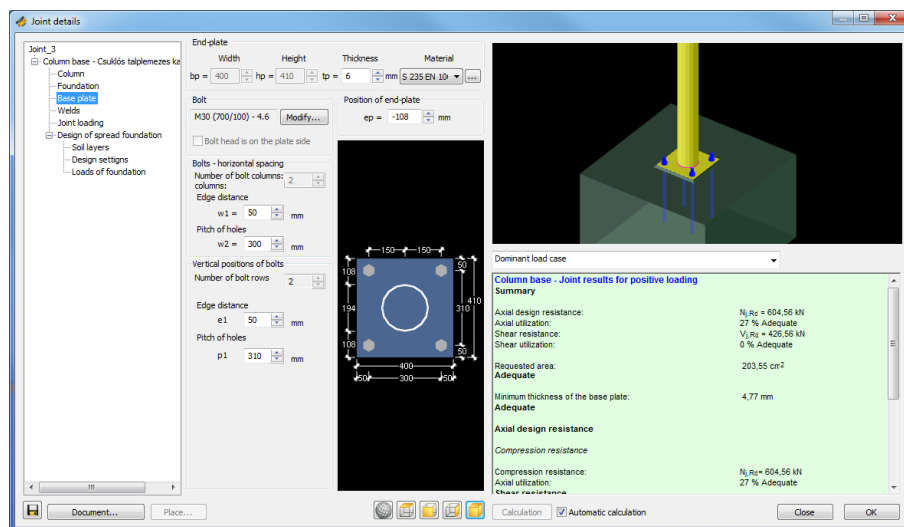 Joint details
Joint_3
Column base - Csuklós talplemezes ka
Column
Foundation
Base plate
Welds
Joint loading
Design of spread foundation
Soil layers
Design settigns
Loads of foundation
End-plate
Width Height Thickness Material
bp = 400 hp = 410 tp = 6 mm S 235 EN 10 ...
Bolt
M30 (700/100) - 4.6 Modify...
Bolt head is on the plate side
Position of end-plate
ep = -108 mm
Bolts - horizontal spacing
Number of bolt columns: 2
columns:
Edge distance
w1 = 50 mm
Pitch of holes
w2 = 300 mm
Vertical positions of bolts
Number of bolt rows 2
Edge distance
e1 50 mm
Pitch of holes
p1 310 mm
150 150
108 50
194 310 410
108 50
400
50 300 50
Dominant load case
Column base - Joint results for positive loading
Summary
Axial design resistance: Nj,Rd = 604,56 kN
Axial utilization: 27 % Adequate
Shear resistance: Vj,Rd = 426,56 kN
Shear utilization: 0 % Adequate
Requested area: 203,55 cm2
Adequate
Minimum thickness of the base plate: 4,77 mm
Adequate
Axial design resistance
Compression resistance
Compression resistance: Nj,Rd= 604,56 kN
Axial utilization: 27 % Adequate
Shear resistance
Document... Place... Calculation Automatic calculation Close OK